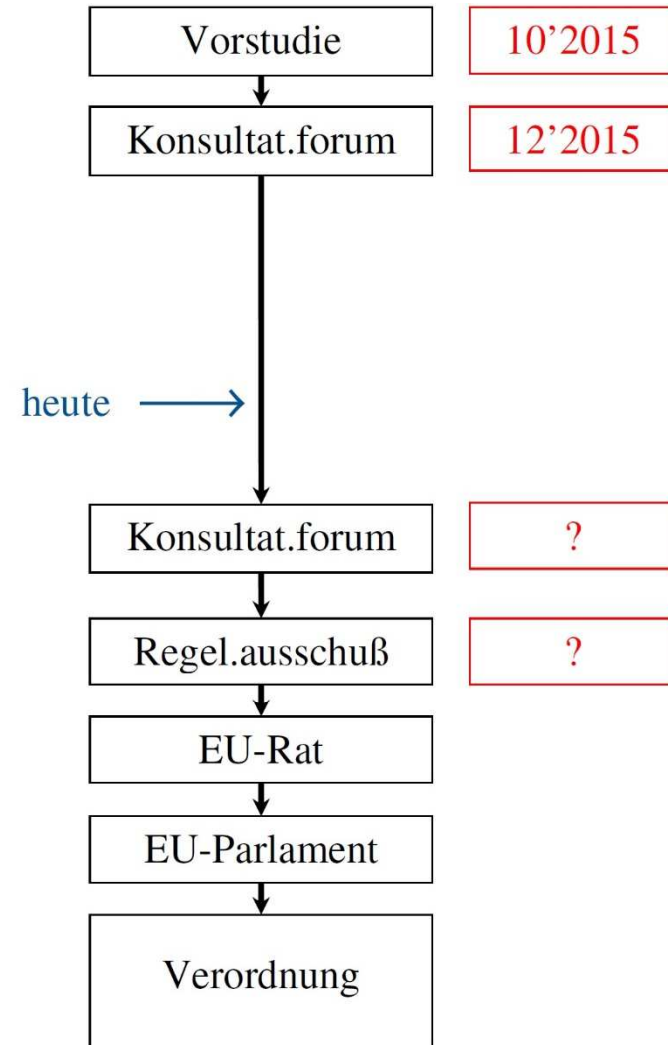 Vorstudie 10’2015
Konsultat.forum 12’2015
heute
Konsultat.forum ?
Regel.ausschuß ?
EU-Rat
EU-Parlament
Verordnung